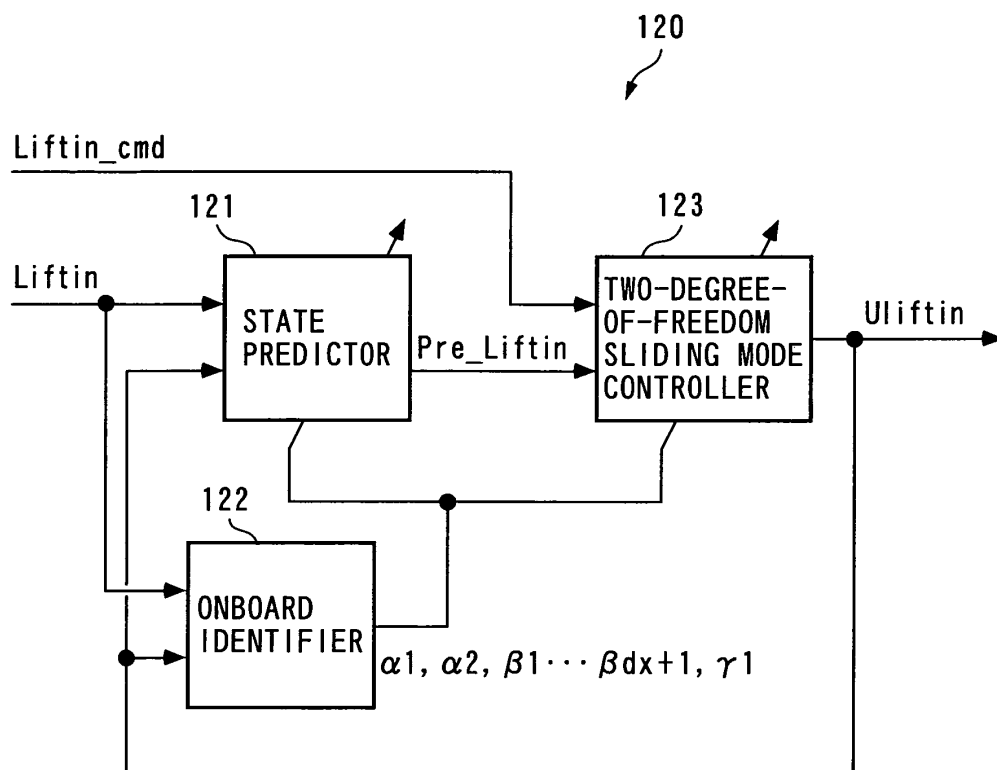 120
Liftin_cmd
121
123
Liftin
STATE
PREDICTOR
Pre_Liftin
TWO-DEGREE-
OF-FREEDOM
SLIDING MODE
CONTROLLER
Uliftin
122
ONBOARD
IDENTIFIER
α1, α2, β1··· βdx+1, γ1